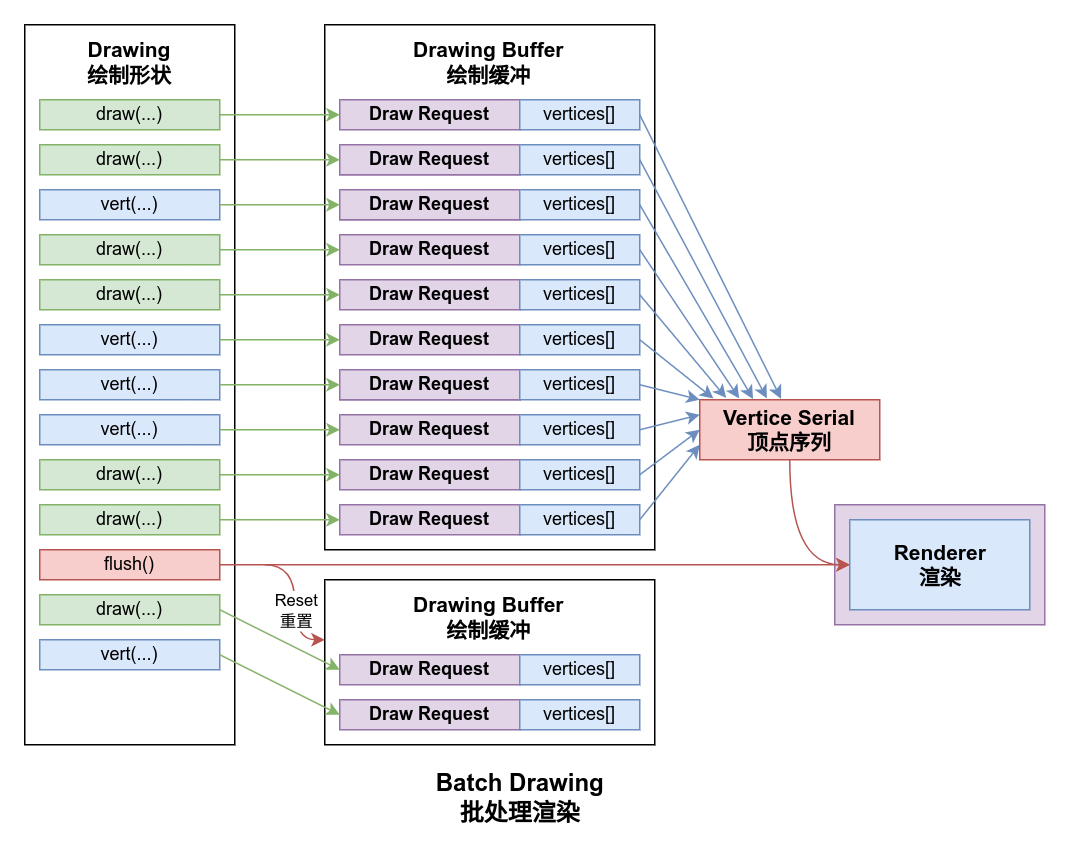 Drawing
绘制形状
draw(...)
draw(...)
vert(...)
draw(...)
draw(...)
vert(...)
vert(...)
vert(...)
draw(...)
draw(...)
flush()
draw(...)
vert(...)
Drawing Buffer
绘制缓冲
Draw Request vertices[]
Draw Request vertices[]
Draw Request vertices[]
Draw Request vertices[]
Draw Request vertices[]
Draw Request vertices[]
Draw Request vertices[]
Draw Request vertices[]
Draw Request vertices[]
Draw Request vertices[]
Reset
重置
Drawing Buffer
绘制缓冲
Draw Request vertices[]
Draw Request vertices[]
Vertice Serial
顶点序列
Renderer
渲染
Batch Drawing
批处理渲染